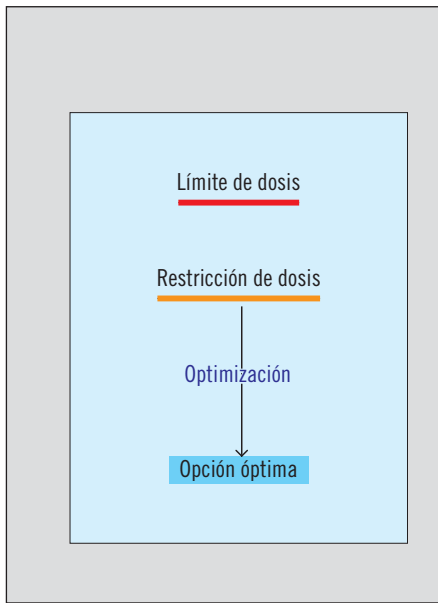 Límite de dosis
Restricción de dosis
Optimización
Opción óptima